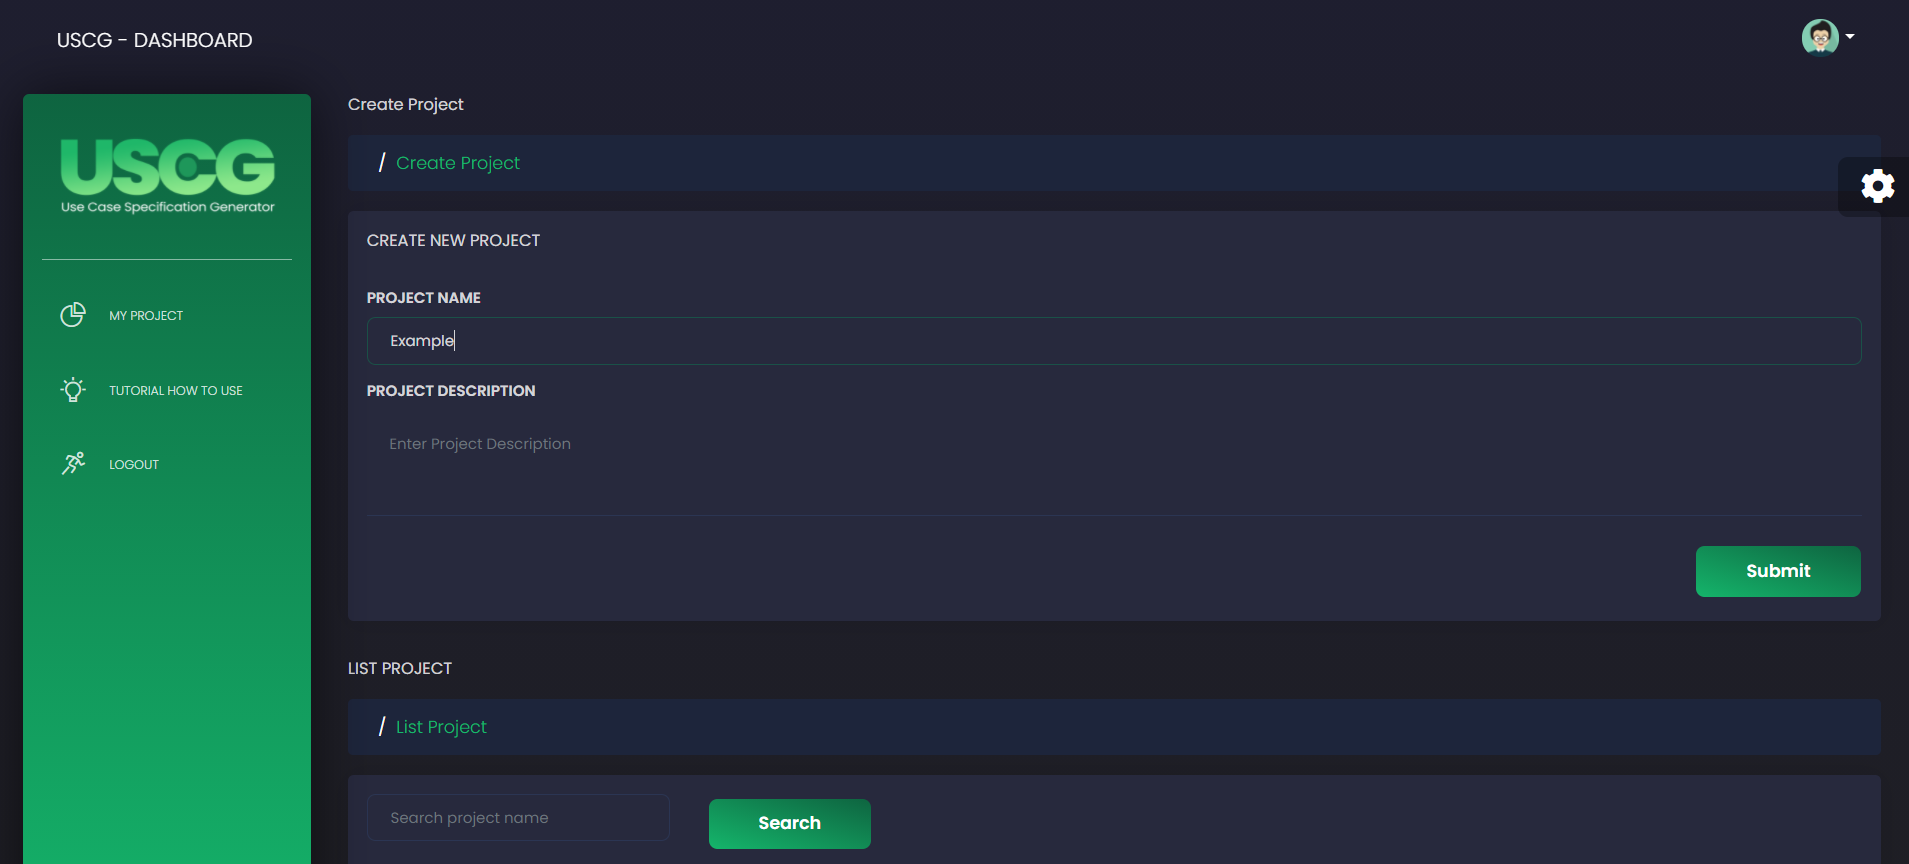 USCG - DASHBOARD
USCG
Use Case Specification Generator
MY PROJECT
TUTORIAL HOW TO USE
LOGOUT
Create Project
/ Create Project
CREATE NEW PROJECT
PROJECT NAME
Example
PROJECT DESCRIPTION
Enter Project Description
Submit
LIST PROJECT
/ List Project
Search project name
Search